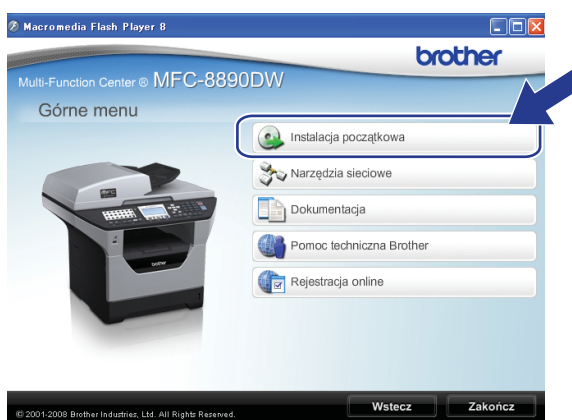 Macromedia Flash Player 8
brother
Multi-Function Center ® MFC-8890DW
Górne menu
Instalacja początkowa
Narzędzia sieciowe
Dokumentacja
Pomoc techniczna Brother
Rejestracja online
Wstecz
Zakończ
© 2001-2008 Brother Industries, Ltd. All Rights Reserved.